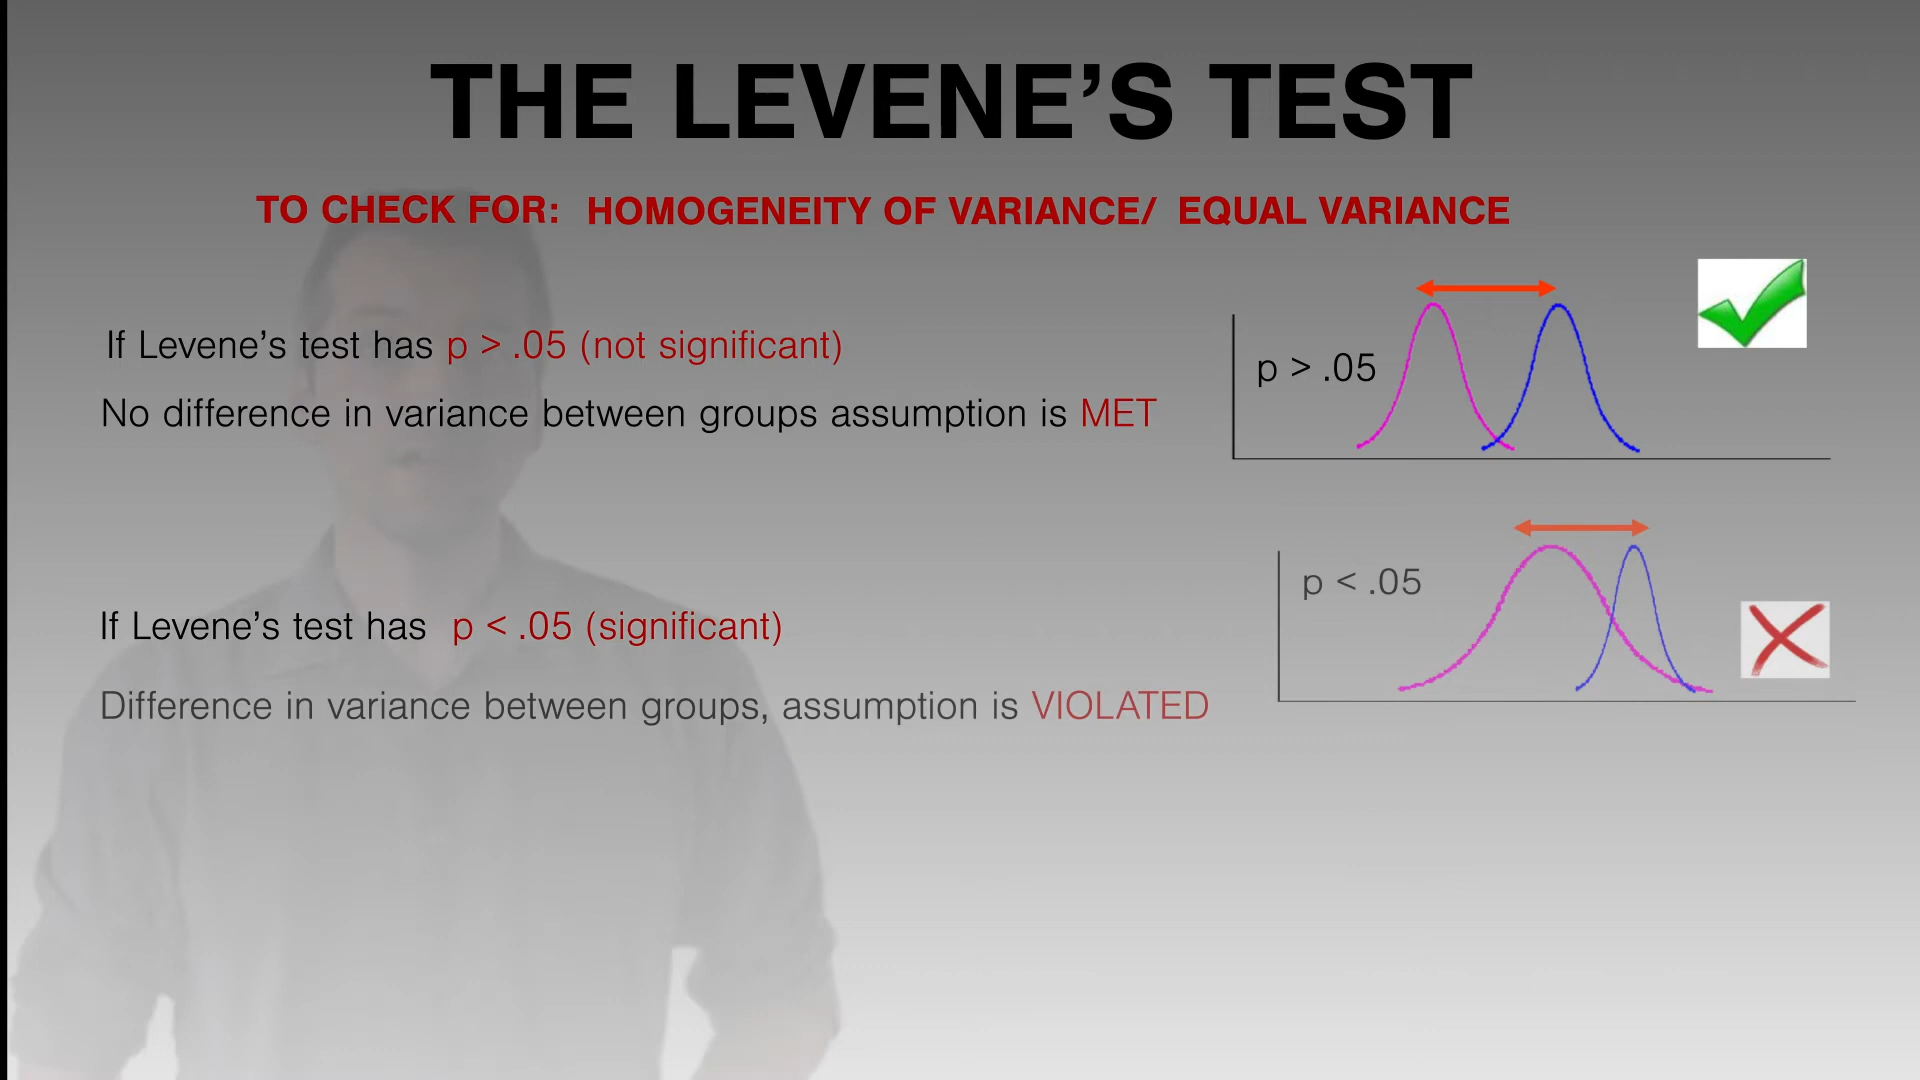 THE LEVENE’S TEST
TO CHECK FOR: HOMOGENEITY OF VARIANCE/ EQUAL VARIANCE
If Levene’s test has p > .05 (not significant)
No difference in variance between groups assumption is MET
p > .05
If Levene’s test has p < .05 (significant)
Difference in variance between groups, assumption is VIOLATED
p < .05